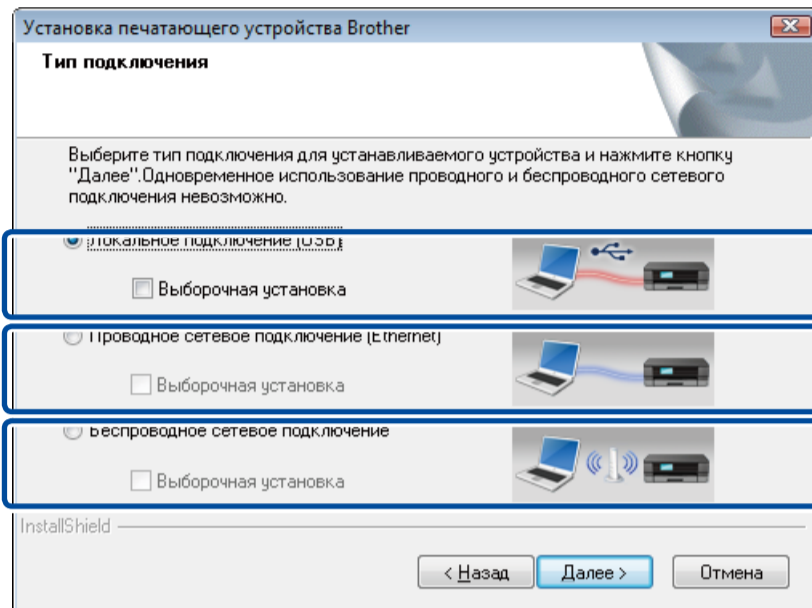 Установка печатающего устройства Brother
Тип подключения
Выберите тип подключения для устанавливаемого устройства и нажмите кнопку
"Далее".Одновременное использование проводного и беспроводного сетевого
подключения невозможно.
Локальное подключение (USB)
Выборочная установка
Проводное сетевое подключение (Ethernet)
Выборочная установка
Беспроводное сетевое подключение
Выборочная установка
InstallShield
< Назад Далее > Отмена